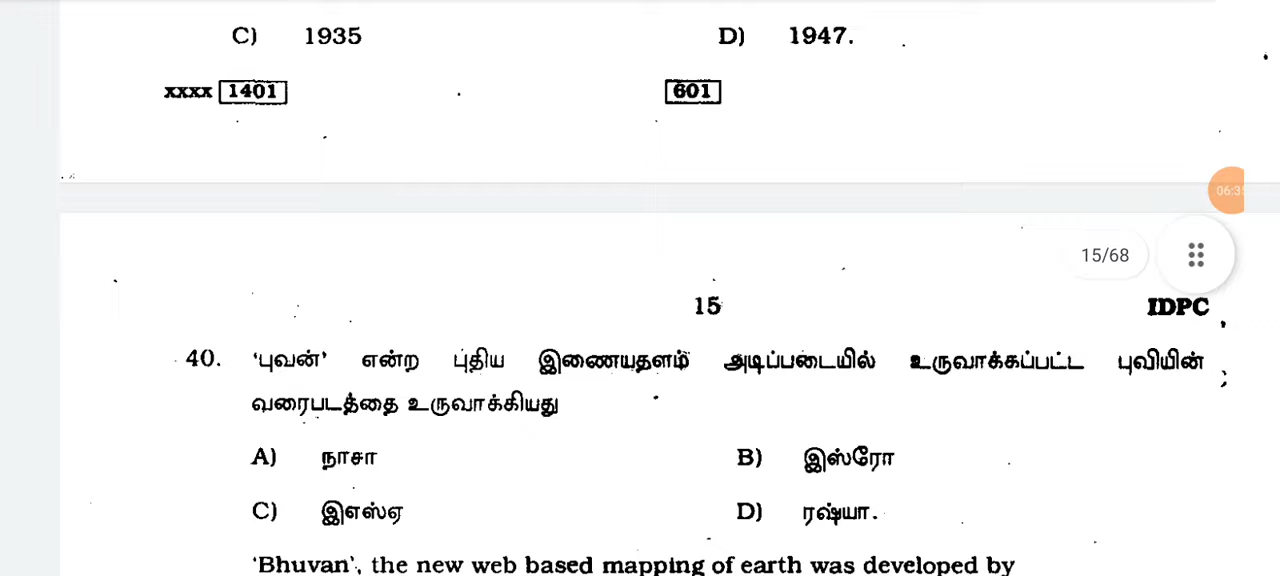 C) 1935 D) 1947.
xxxx 1401 601
06:3
15/68
15 IDPC
40. 'புவன்' என்ற புதிய இணையதளம் அடிப்படையில் உருவாக்கப்பட்ட புவியின்
வரைபடத்தை உருவாக்கியது
A) நாசா B) இஸ்ரோ
C) இஎஸ்ஏ D) ரஷ்யா.
'Bhuvan', the new web based mapping of earth was developed by